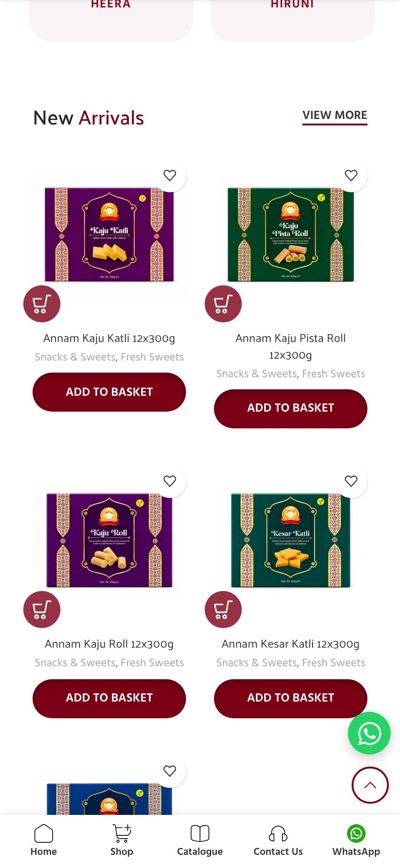 HEERA
HIRUNI
New Arrivals
VIEW MORE
Kaju Katli
Kaju
Pista Roll
Annam Kaju Katli 12x300g
Snacks & Sweets, Fresh Sweets
ADD TO BASKET
Annam Kaju Pista Roll
12x300g
Snacks & Sweets, Fresh Sweets
ADD TO BASKET
Kaju Roll
Kesar Katli
Annam Kaju Roll 12x300g
Snacks & Sweets, Fresh Sweets
ADD TO BASKET
Annam Kesar Katli 12x300g
Snacks & Sweets, Fresh Sweets
ADD TO BASKET
Home
Shop
Catalogue
Contact Us
WhatsApp